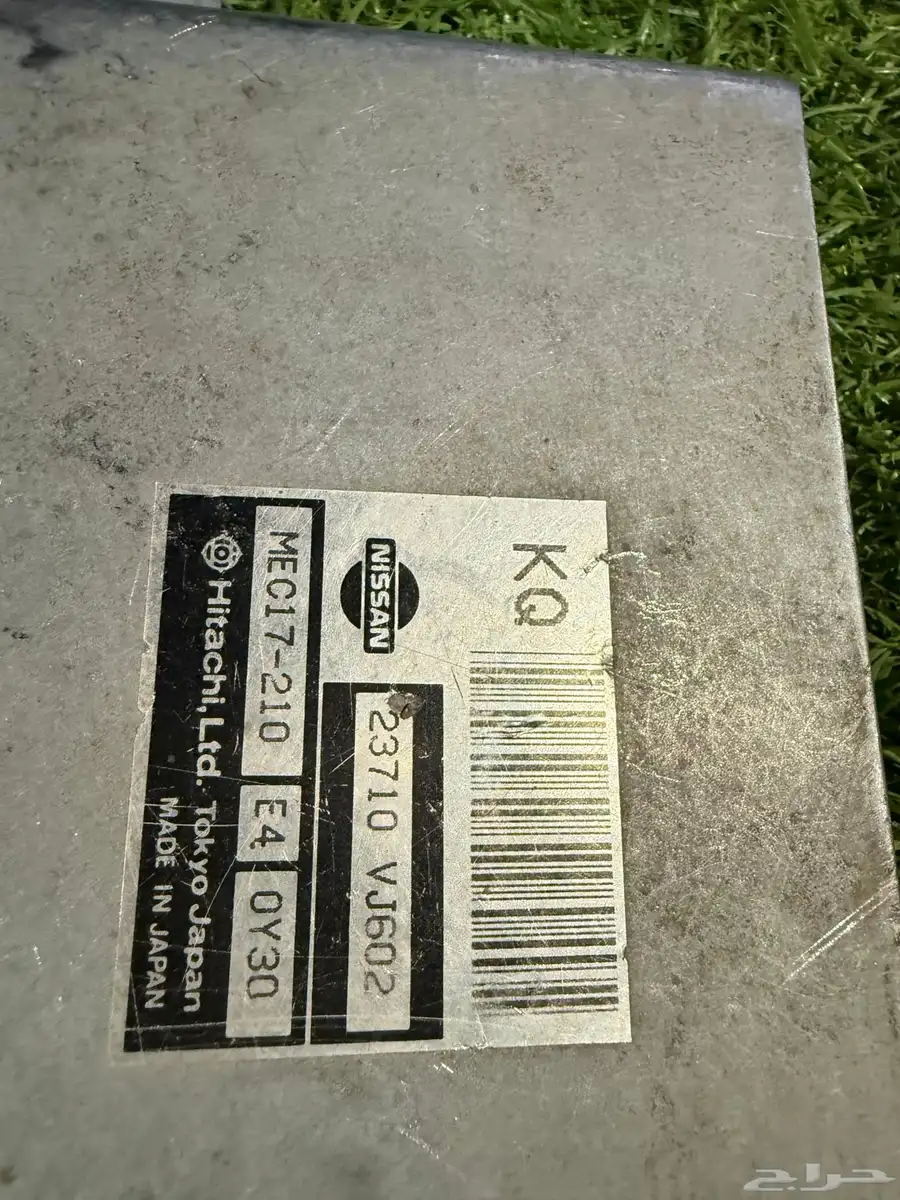 KQ
NISSAN
23710 VJ602
MEC17-210 E4 0Y30
Hitachi, Ltd. Tokyo Japan
MADE IN JAPAN
حراج